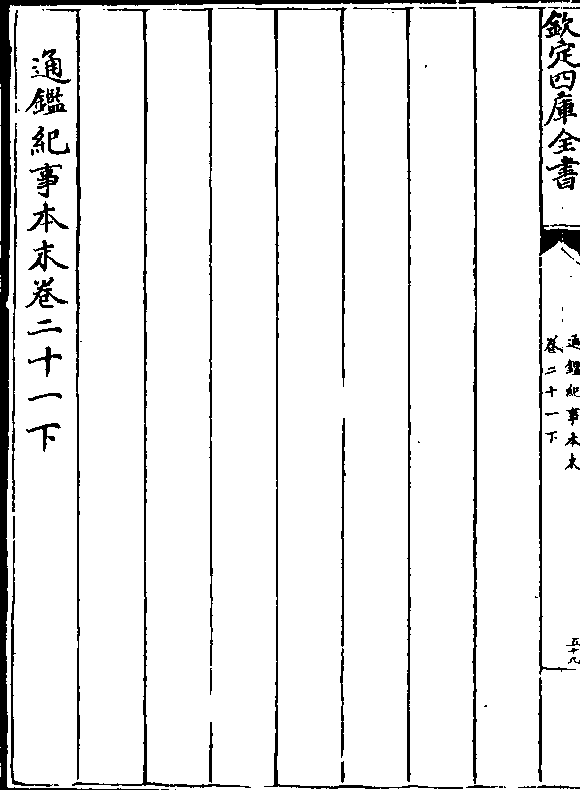 欽定四庫全書
通鑑紀事本末
卷二十一下
五十九
通鑑紀事本末卷二十一下